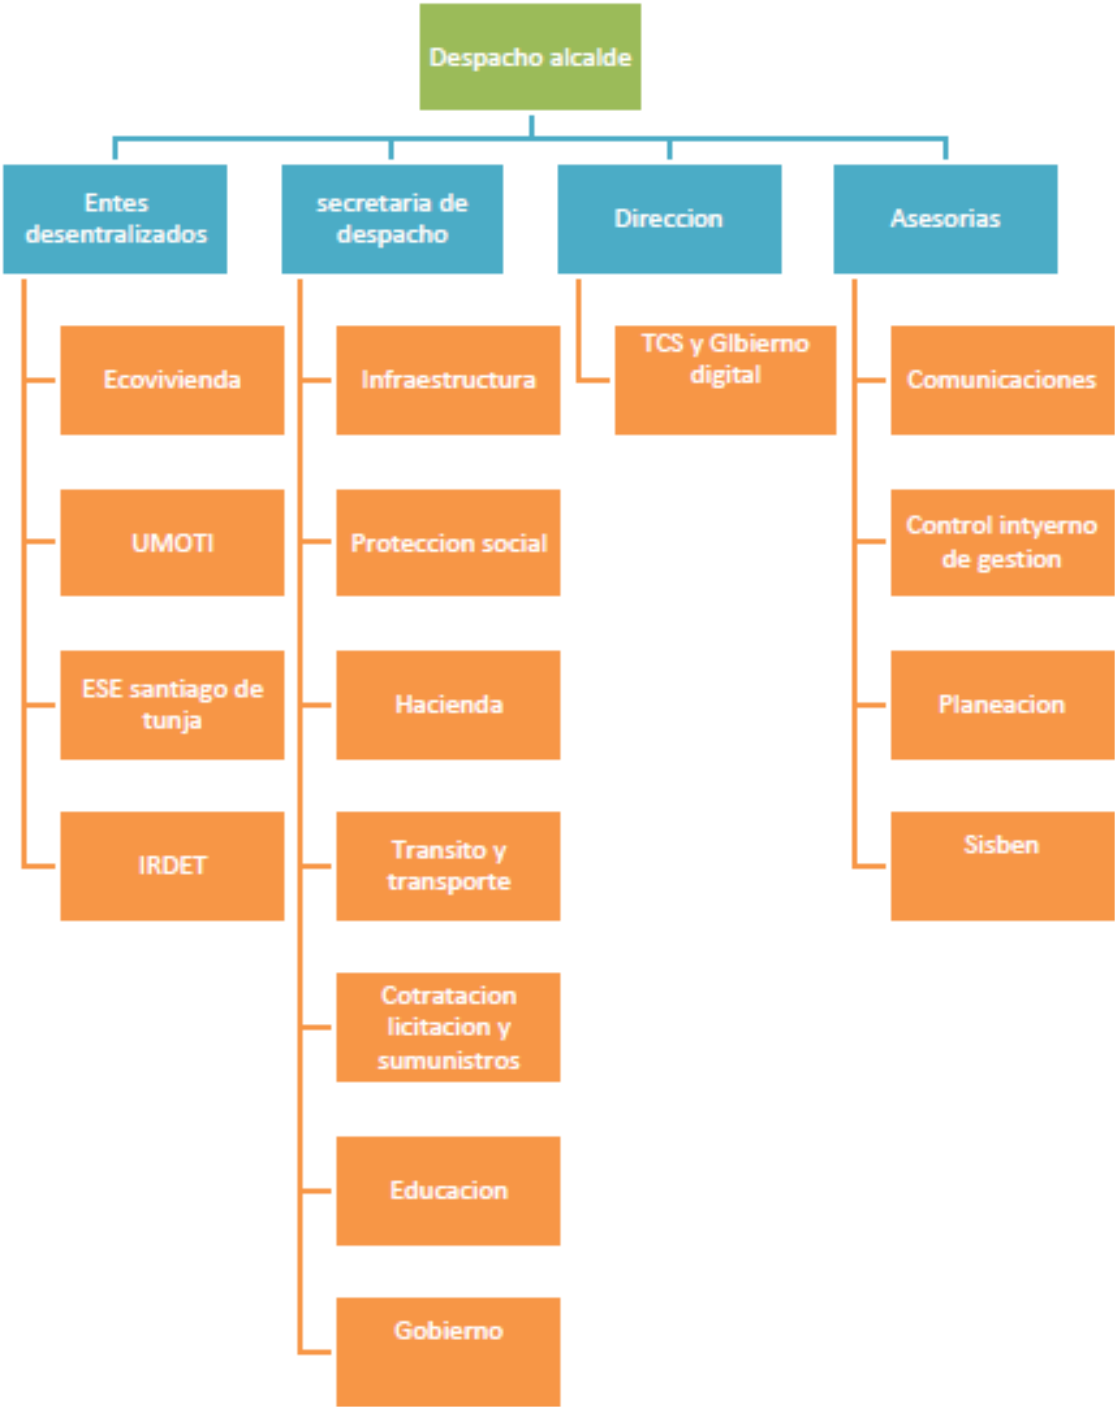 Despacho alcalde
Entes
desentralizados
secretaria de
despacho
Direccion
Asesorias
Ecovivienda
UMOTI
ESE santiago de
tunja
IRDET
Infraestructura
Proteccion social
Hacienda
Transito y
transporte
Cotratacion
licitacion y
sumunistros
Educacion
Gobierno
TCS y GIbierno
digital
Comunicaciones
Control intyerno
de gestion
Planeacion
Sisben